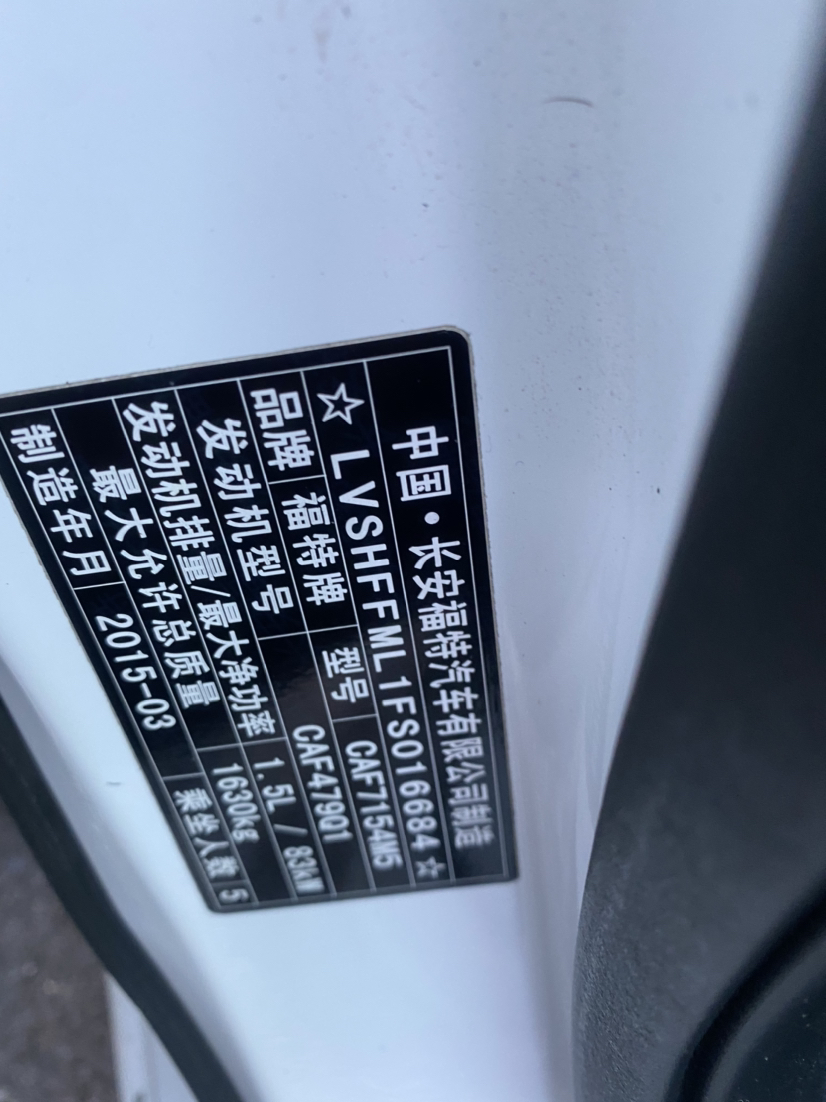 中国·长安福特汽车有限公司制造
☆LVSHFFML1FS016684☆
品牌 福特牌 型号 CAF7154M5
发动机型号 CAF479Q1
发动机排量/最大净功率 1.5L / 83kW
最大允许总质量 1630kg
制造年月 2015-03 乘坐人数 5